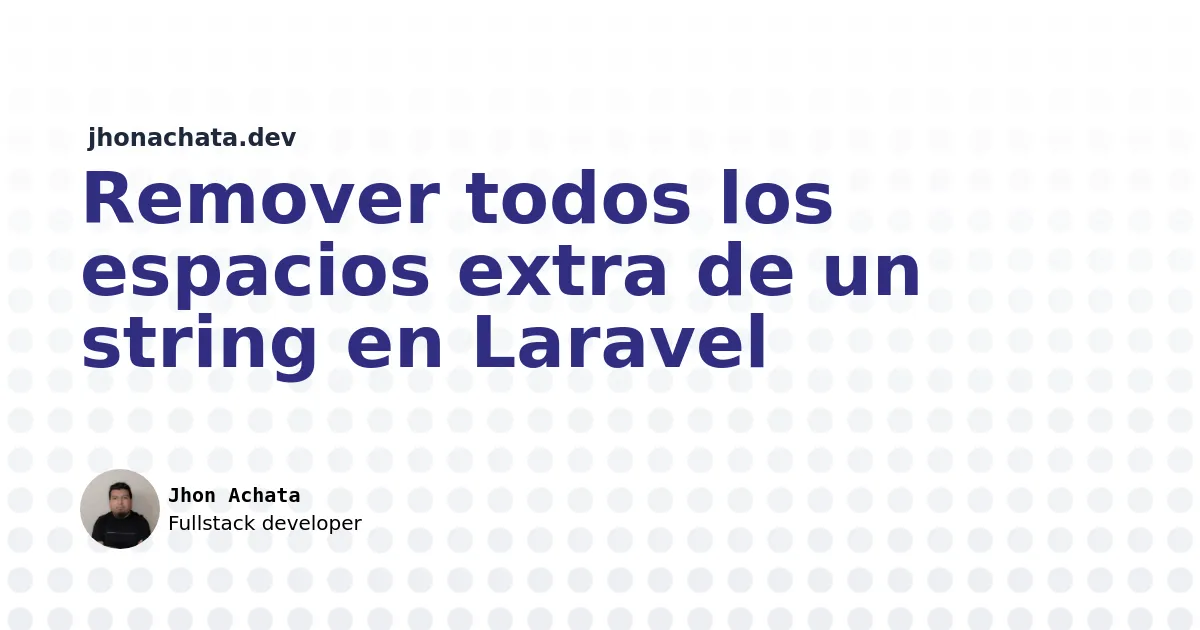 jhonachata.dev
Remover todos los
espacios extra de un
string en Laravel
Jhon Achata
Fullstack developer